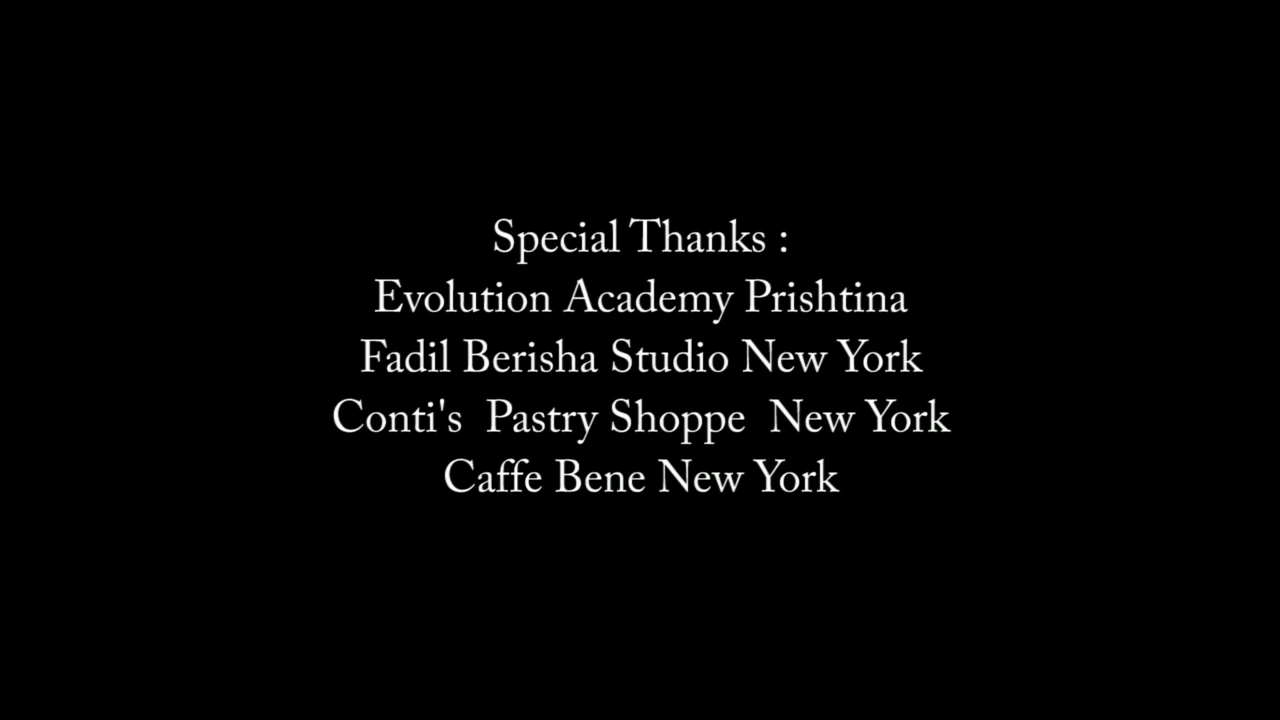 Special Thanks :
Evolution Academy Prishtina
Fadil Berisha Studio New York
Conti's  Pastry Shoppe  New York
Caffe Bene New York